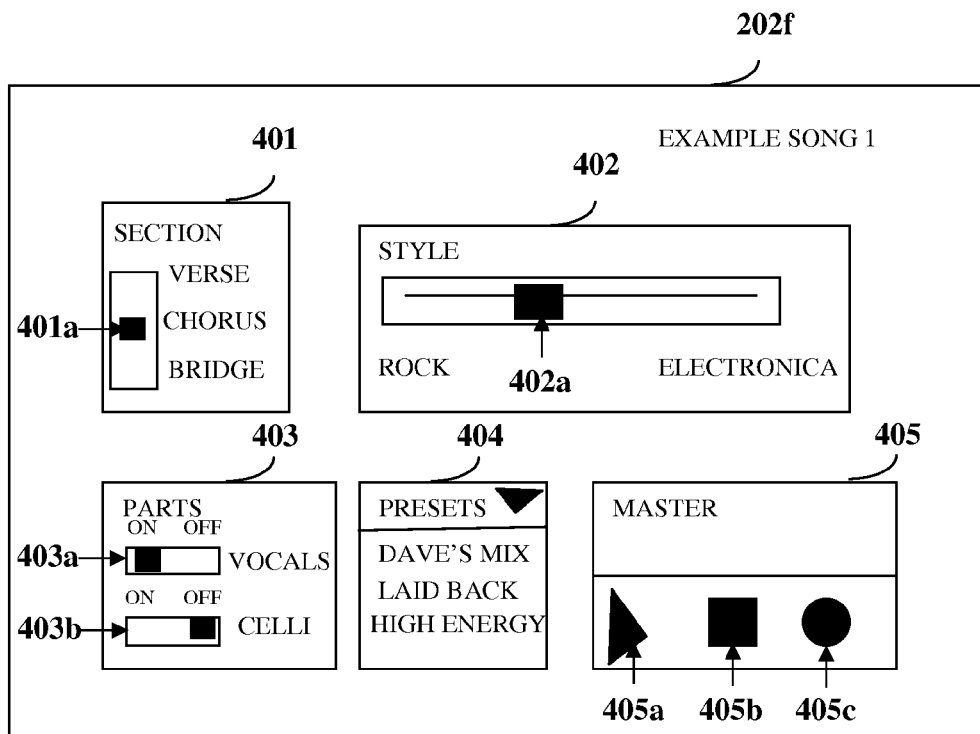 202f
EXAMPLE SONG 1
401
SECTION
VERSE
401a
CHORUS
BRIDGE
402
STYLE
ROCK
402a
ELECTRONICA
403
PARTS
ON OFF
403a
VOCALS
ON OFF
403b
CELLI
404
PRESETS
DAVE'S MIX
LAID BACK
HIGH ENERGY
405
MASTER
405a 405b 405c